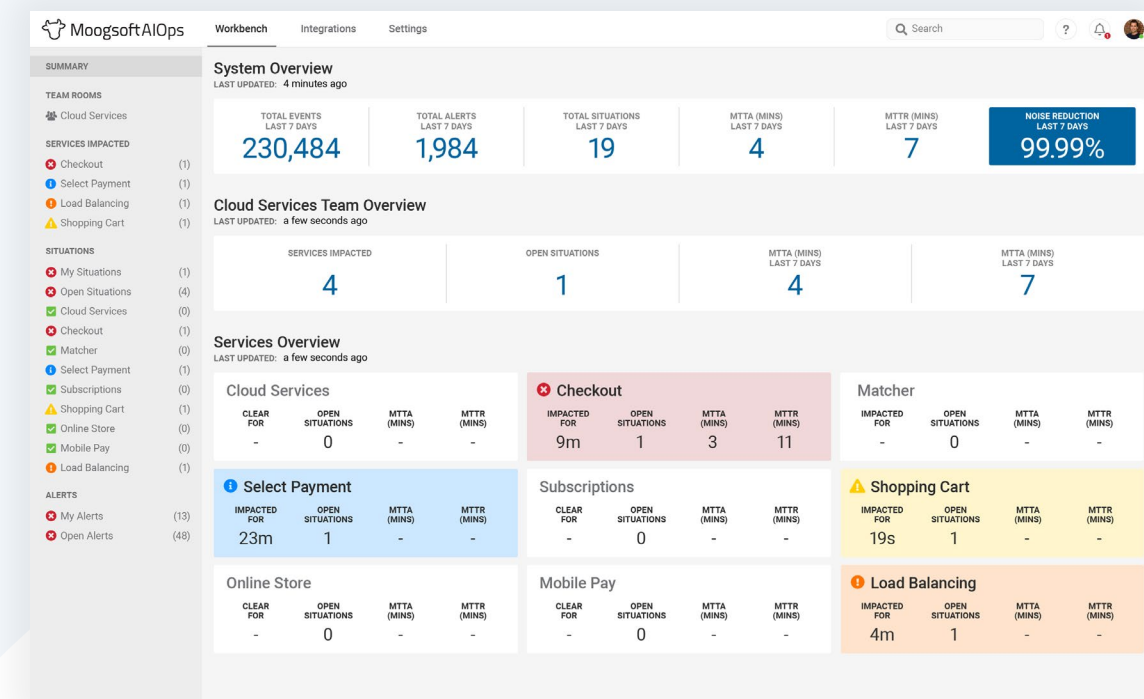 MoogsoftAIOps
Workbench Integrations Settings
Search
?
SUMMARY
TEAM ROOMS
Cloud Services
SERVICES IMPACTED
Checkout (1)
Select Payment (1)
Load Balancing (1)
Shopping Cart (1)
SITUATIONS
My Situations (1)
Open Situations (4)
Cloud Services (0)
Checkout (1)
Matcher (0)
Select Payment (1)
Subscriptions (0)
Shopping Cart (1)
Online Store (0)
Mobile Pay (0)
Load Balancing (1)
ALERTS
My Alerts (13)
Open Alerts (48)
System Overview
LAST UPDATED: 4 minutes ago
TOTAL EVENTS
LAST 7 DAYS
230,484
TOTAL ALERTS
LAST 7 DAYS
1,984
TOTAL SITUATIONS
LAST 7 DAYS
19
MTTA (MINS)
LAST 7 DAYS
4
MTTR (MINS)
LAST 7 DAYS
7
NOISE REDUCTION
LAST 7 DAYS
99.99%
Cloud Services Team Overview
LAST UPDATED: a few seconds ago
SERVICES IMPACTED
4
OPEN SITUATIONS
1
MTTA (MINS)
LAST 7 DAYS
4
MTTA (MINS)
LAST 7 DAYS
7
Services Overview
LAST UPDATED: a few seconds ago
Cloud Services
CLEAR OPEN MTTA MTTR
FOR SITUATIONS (MINS) (MINS)
- 0 - -
Checkout
IMPACTED OPEN MTTA MTTR
FOR SITUATIONS (MINS) (MINS)
9m 1 3 11
Matcher
IMPACTED OPEN MTTA MTTR
FOR SITUATIONS (MINS) (MINS)
- 0 - -
Select Payment
IMPACTED OPEN MTTA MTTR
FOR SITUATIONS (MINS) (MINS)
23m 1 - -
Subscriptions
CLEAR OPEN MTTA MTTR
FOR SITUATIONS (MINS) (MINS)
- 0 - -
Shopping Cart
IMPACTED OPEN MTTA MTTR
FOR SITUATIONS (MINS) (MINS)
19s 1 - -
Online Store
CLEAR OPEN MTTA MTTR
FOR SITUATIONS (MINS) (MINS)
- 0 - -
Mobile Pay
CLEAR OPEN MTTA MTTR
FOR SITUATIONS (MINS) (MINS)
- 0 - -
Load Balancing
IMPACTED OPEN MTTA MTTR
FOR SITUATIONS (MINS) (MINS)
4m 1 - -